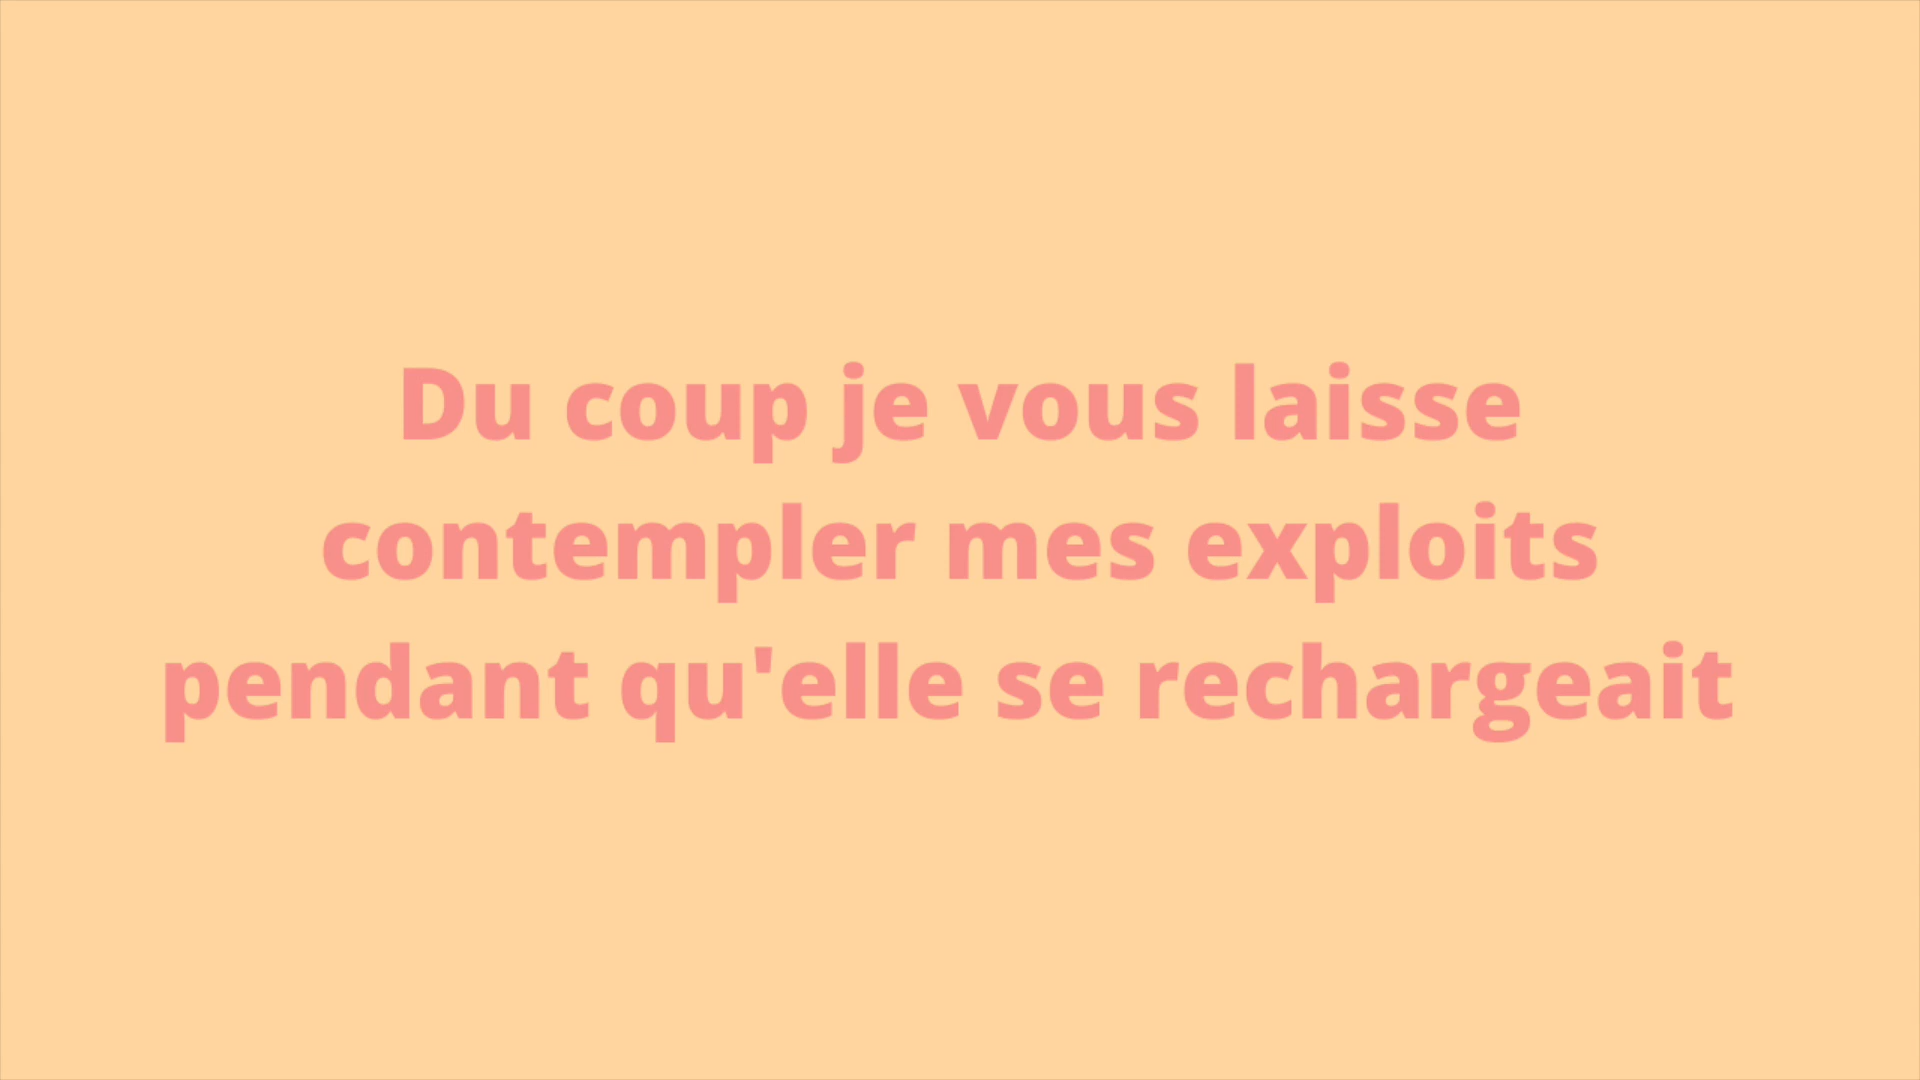 Du coup je vous laisse
contempler mes exploits
pendant qu'elle se rechargeait